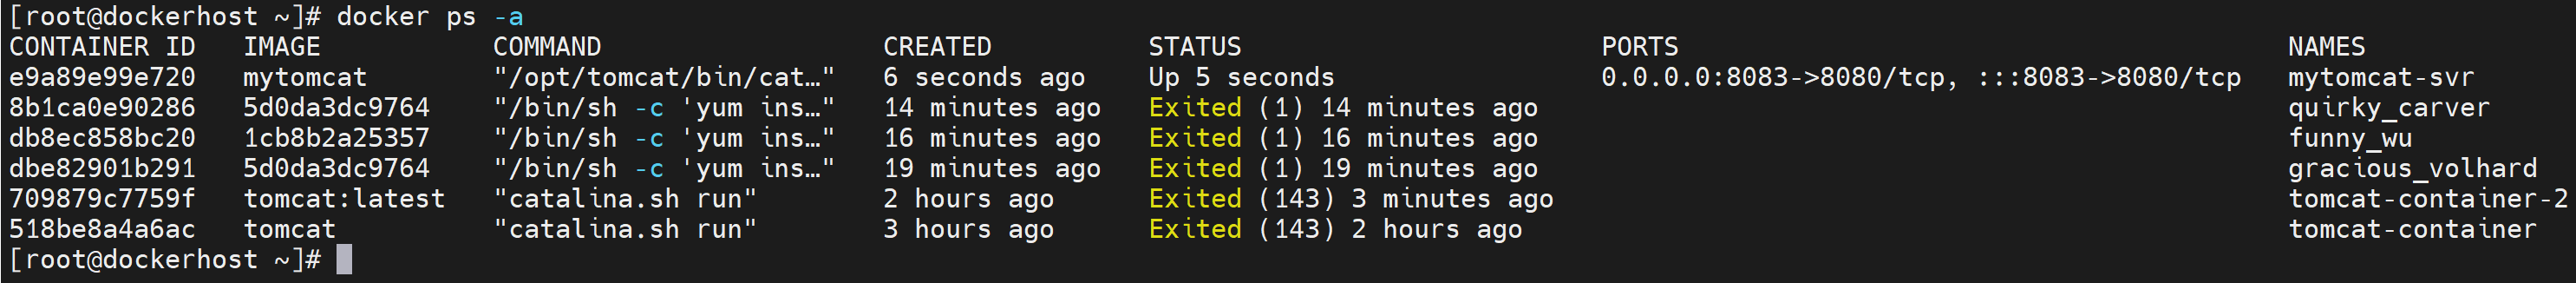 [root@dockerhost ~]# docker ps -a
CONTAINER ID   IMAGE          COMMAND                  CREATED          STATUS                       PORTS                                       NAMES
e9a89e99e720   mytomcat       "/opt/tomcat/bin/cat…"   6 seconds ago    Up 5 seconds                 0.0.0.0:8083->8080/tcp, :::8083->8080/tcp   mytomcat-svr
8b1ca0e90286   5d0da3dc9764   "/bin/sh -c 'yum ins…"   14 minutes ago   Exited (1) 14 minutes ago                                                quirky_carver
db8ec858bc20   1cb8b2a25357   "/bin/sh -c 'yum ins…"   16 minutes ago   Exited (1) 16 minutes ago                                                funny_wu
dbe82901b291   5d0da3dc9764   "/bin/sh -c 'yum ins…"   19 minutes ago   Exited (1) 19 minutes ago                                                gracious_volhard
709879c7759f   tomcat:latest   "catalina.sh run"        2 hours ago      Exited (143) 3 minutes ago                                               tomcat-container-2
518be8a4a6ac   tomcat         "catalina.sh run"        3 hours ago      Exited (143) 2 hours ago                                                 tomcat-container
[root@dockerhost ~]#